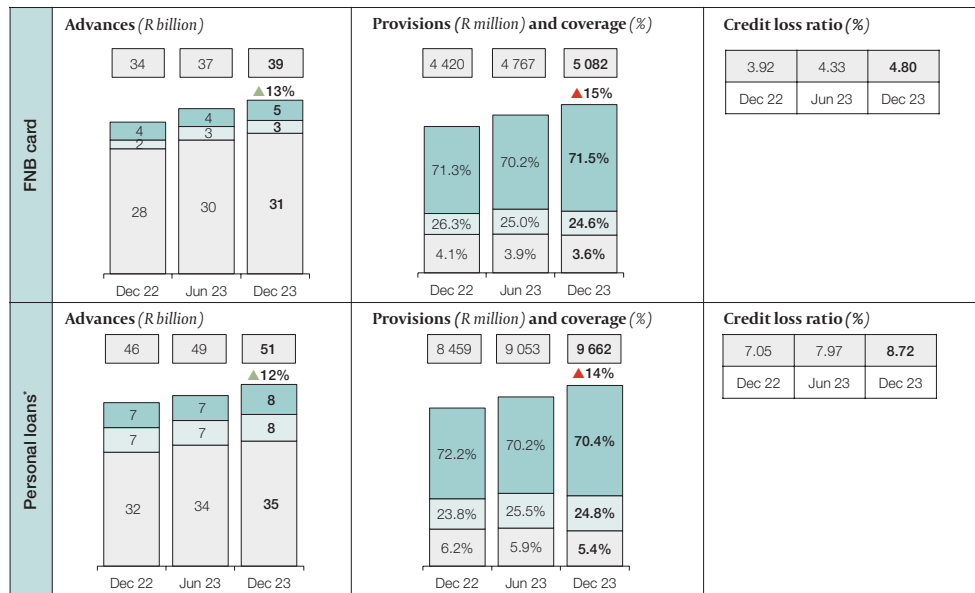 FNB card
Advances (R billion)
34 37 39
▲13%
4 4 5
2 3 3
28 30 31
Dec 22 Jun 23 Dec 23
Provisions (R million) and coverage (%)
4 420 4 767 5 082
▲15%
71.3% 70.2% 71.5%
26.3% 25.0% 24.6%
4.1% 3.9% 3.6%
Dec 22 Jun 23 Dec 23
Credit loss ratio (%)
3.92 4.33 4.80
Dec 22 Jun 23 Dec 23
Personal loans*
Advances (R billion)
46 49 51
▲12%
7 7 8
7 7 8
32 34 35
Dec 22 Jun 23 Dec 23
Provisions (R million) and coverage (%)
8 459 9 053 9 662
▲14%
72.2% 70.2% 70.4%
23.8% 25.5% 24.8%
6.2% 5.9% 5.4%
Dec 22 Jun 23 Dec 23
Credit loss ratio (%)
7.05 7.97 8.72
Dec 22 Jun 23 Dec 23